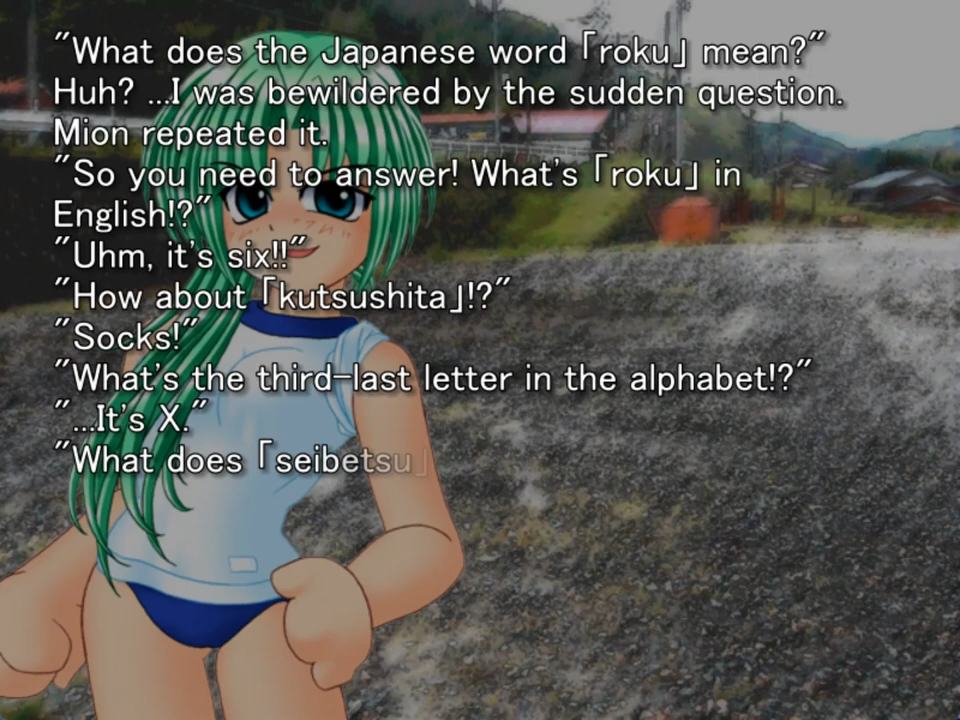 "What does the Japanese word「roku」mean?"
Huh? ...I was bewildered by the sudden question.
Mion repeated it.
"So you need to answer! What's「roku」in
English!?"
"Uhm, it's six!!"
"How about「kutsushita」!?"
"Socks!"
"What's the third-last letter in the alphabet!?"
"...It's X."
"What does「seibetsu」